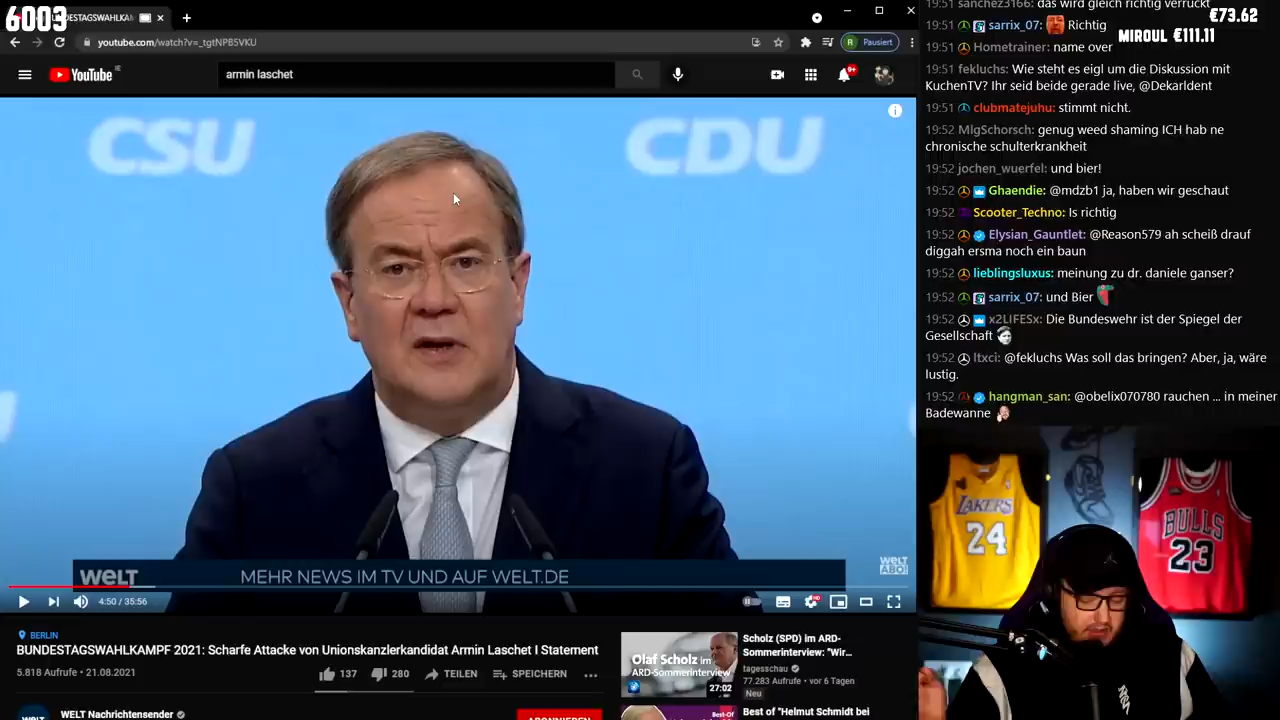 6003
BUNDESTAGSWAHLKAM
youtube.com/watch?v=_tgtNPB5VKU
R Pausiert
YouTube
armin laschet
9+
CSU
CDU
WELT
MEHR NEWS IM TV UND AUF WELT.DE
WELT
ABO!
4:50 / 35:56
HD
BERLIN
BUNDESTAGSWAHLKAMPF 2021: Scharfe Attacke von Unionskanzlerkandidat Armin Laschet I Statement
5.818 Aufrufe • 21.08.2021
137
280
TEILEN
SPEICHERN
WELT Nachrichtensender
ABONNIEREN
Olaf Scholz im
ARD-Sommerinterview
27:02
Scholz (SPD) im ARD-
Sommerinterview: "Wir...
tagesschau
77.283 Aufrufe • vor 6 Tagen
Neu
Best-Of
Best of "Helmut Schmidt bei
€73.62
MIROUL €111.11
19:51 sanchez3166: das wird gleich richtig verrückt
19:51 sarrix_07: Richtig
19:51 Hometrainer: name over
19:51 fekluchs: Wie steht es eigl um die Diskussion mit
KuchenTV? Ihr seid beide gerade live, @Dekarldent
19:51 clubmatejuhu: stimmt nicht.
19:52 MlgSchorsch: genug weed shaming ICH hab ne
chronische schulterkrankheit
19:52 jochen_wuerfel: und bier!
19:52 Ghaendie: @mdzb1 ja, haben wir geschaut
19:52 Scooter_Techno: Is richtig
19:52 Elysian_Gauntlet: @Reason579 ah scheiß drauf
diggah ersma noch ein baun
19:52 lieblingsluxus: meinung zu dr. daniele ganser?
19:52 sarrix_07: und Bier
19:52 x2LIFESx: Die Bundeswehr ist der Spiegel der
Gesellschaft
19:52 ltxci: @fekluchs Was soll das bringen? Aber, ja, wäre
lustig.
19:52 hangman_san: @obelix070780 rauchen ... in meiner
Badewanne
LAKERS
24
BULLS
23